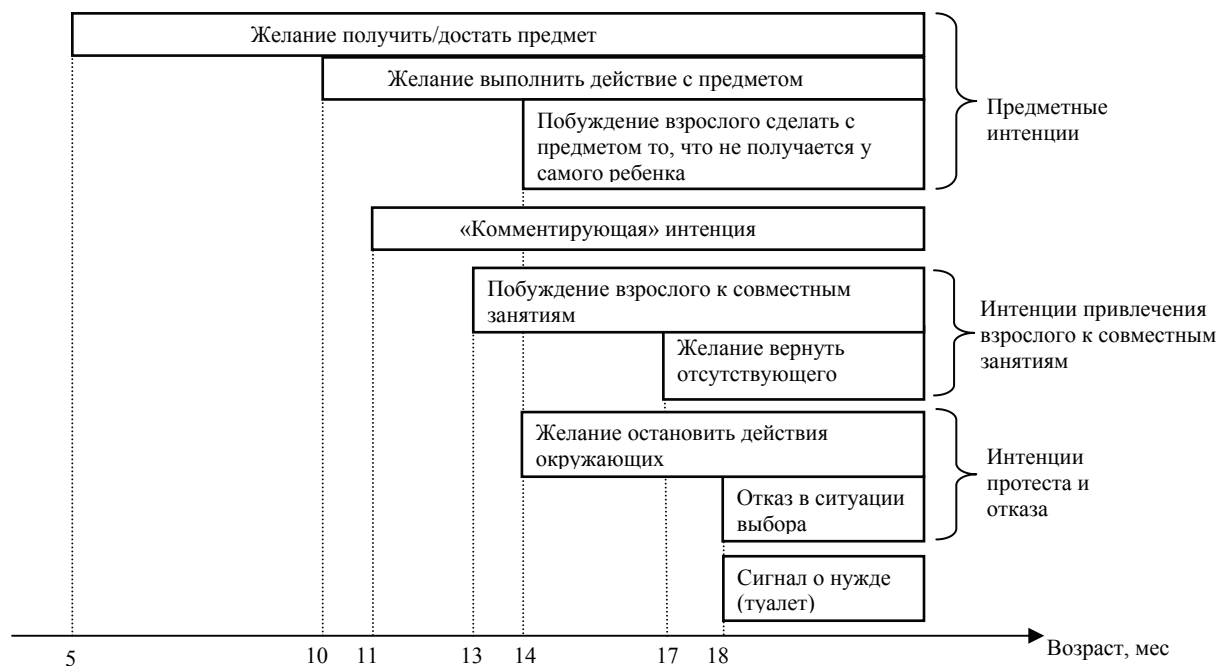 Желание получить/достать предмет
Желание выполнить действие с предметом
Побуждение взрослого сделать с
предметом то, что не получается у
самого ребенка
Предметные
интенции
«Комментирующая» интенция
Побуждение взрослого к совместным
занятиям
Желание вернуть
отсутствующего
Интенции привлечения
взрослого к совместным
занятиям
Желание остановить действия
окружающих
Отказ в ситуации
выбора
Интенции
протеста и
отказа
Сигнал о нужде
(туалет)
5 10 11 13 14 17 18 Возраст, мес